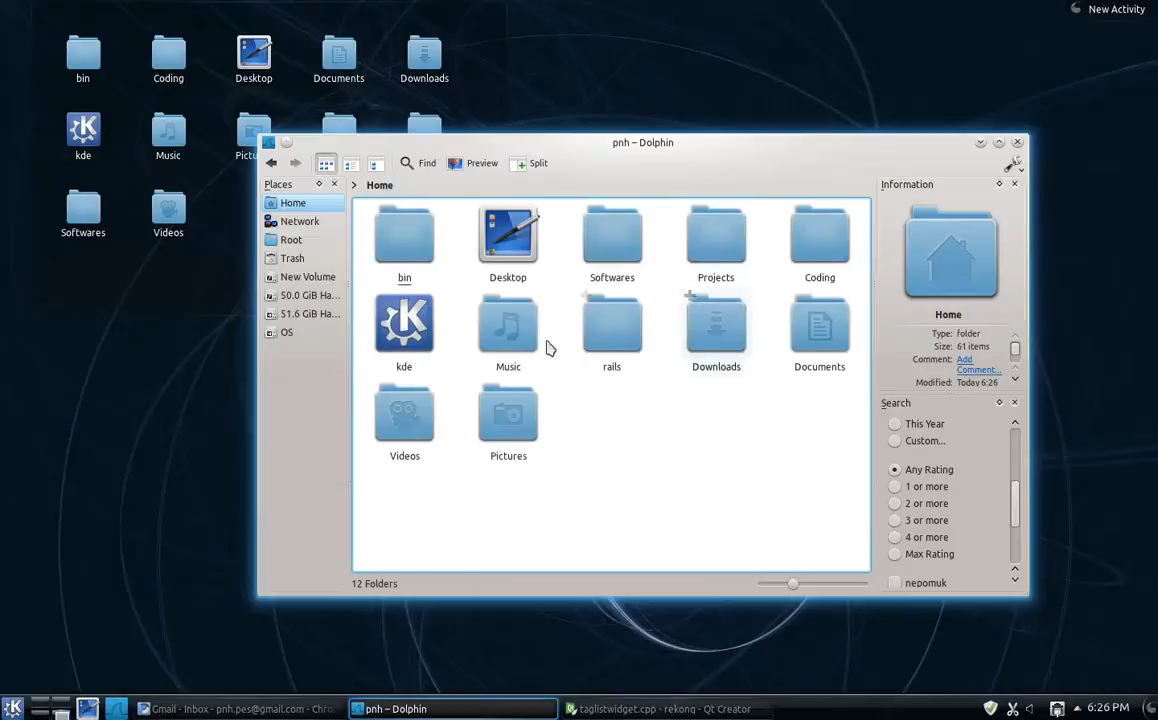 New Activity
bin
Coding
Desktop
Documents
Downloads
kde
Music
Softwares
Videos
pnh – Dolphin
Find
Preview
Split
Places
Home
Network
Root
Trash
New Volume
50.0 GiB Ha...
51.6 GiB Ha...
OS
Home
bin
Desktop
Softwares
Projects
Coding
kde
Music
rails
Downloads
Documents
Videos
Pictures
12 Folders
Information
Home
Type: folder
Size: 61 items
Comment: Add
Comment...
Modified: Today 6:26
Search
This Year
Custom...
Any Rating
1 or more
2 or more
3 or more
4 or more
Max Rating
nepomuk
Gmail - Inbox - pnh.pes@gmail.com - Chro
pnh – Dolphin
taglistwidget.cpp - rekonq - Qt Creator
6:26 PM